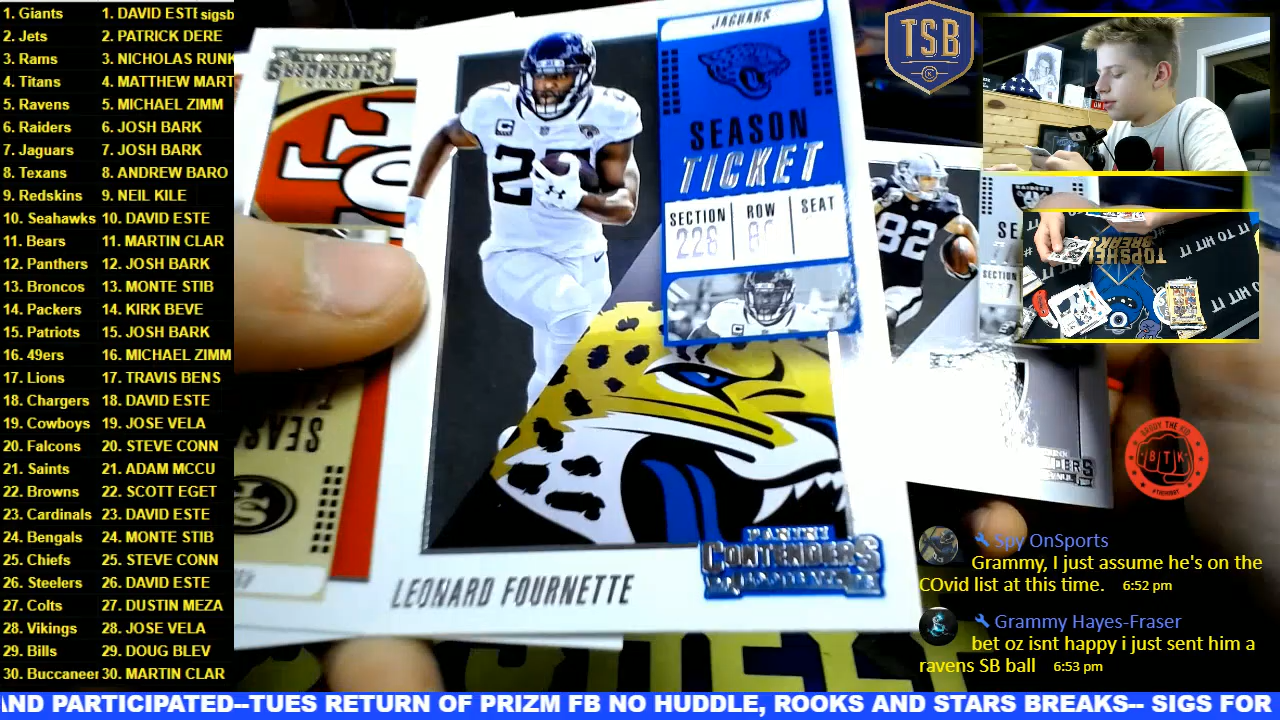 1. Giants 1. DAVID ESTI sigsb
2. Jets 2. PATRICK DERE
3. Rams 3. NICHOLAS RUNK
4. Titans 4. MATTHEW MART
5. Ravens 5. MICHAEL ZIMM
6. Raiders 6. JOSH BARK
7. Jaguars 7. JOSH BARK
8. Texans 8. ANDREW BARO
9. Redskins 9. NEIL KILE
10. Seahawks 10. DAVID ESTE
11. Bears 11. MARTIN CLAR
12. Panthers 12. JOSH BARK
13. Broncos 13. MONTE STIB
14. Packers 14. KIRK BEVE
15. Patriots 15. JOSH BARK
16. 49ers 16. MICHAEL ZIMM
17. Lions 17. TRAVIS BENS
18. Chargers 18. DAVID ESTE
19. Cowboys 19. JOSE VELA
20. Falcons 20. STEVE CONN
21. Saints 21. ADAM MCCU
22. Browns 22. SCOTT EGET
23. Cardinals 23. DAVID ESTE
24. Bengals 24. MONTE STIB
25. Chiefs 25. STEVE CONN
26. Steelers 26. DAVID ESTE
27. Colts 27. DUSTIN MEZA
28. Vikings 28. JOSE VELA
29. Bills 29. DOUG BLEV
30. Buccaneer 30. MARTIN CLAR
JAGUARS
SEASON
TICKET
SECTION ROW SEAT
228
PANINI
CONTENDERS
LEONARD FOURNETTE
82
SECTION
TSB
TOPSHELF
BREAKS
BTK
Spy OnSports
Grammy, I just assume he's on the
COvid list at this time. 6:52 pm
Grammy Hayes-Fraser
bet oz isnt happy i just sent him a
ravens SB ball 6:53 pm
AND PARTICIPATED--TUES RETURN OF PRIZM FB NO HUDDLE, ROOKS AND STARS BREAKS-- SIGS FOR